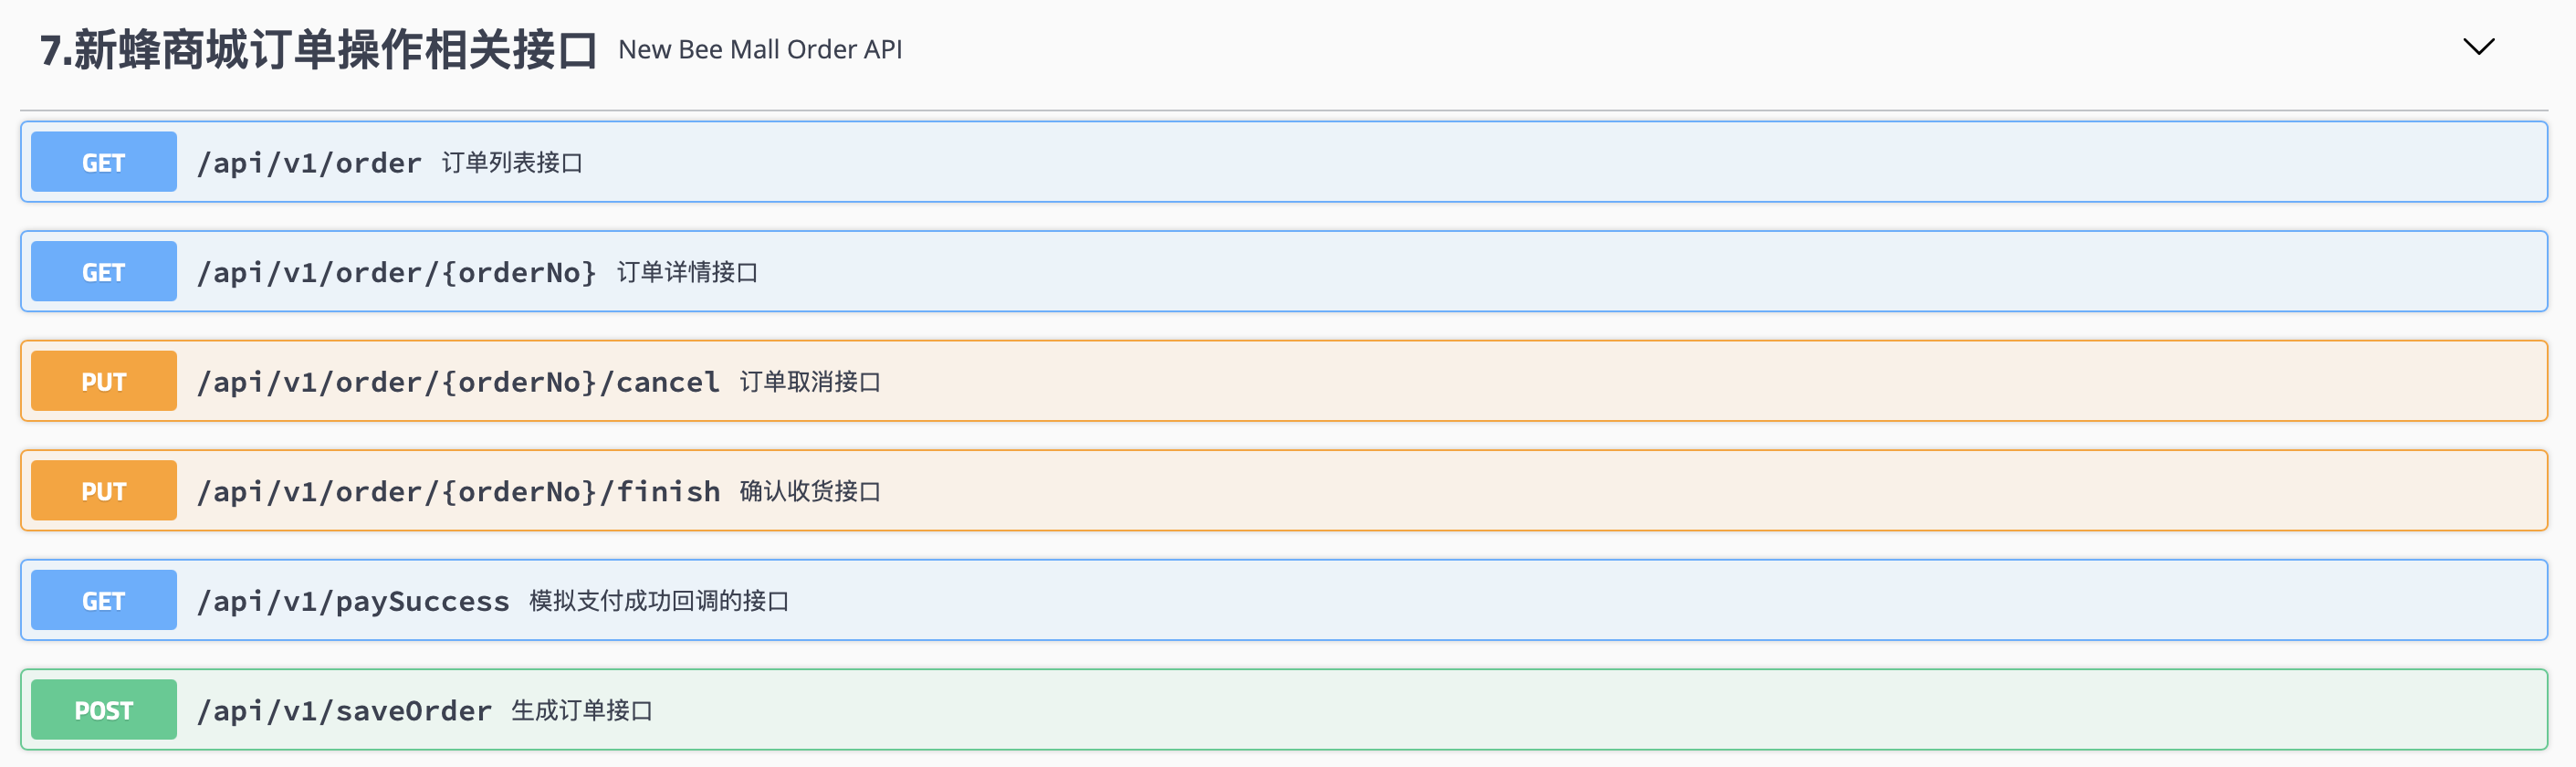 7.新蜂商城订单操作相关接口 New Bee Mall Order API
GET /api/v1/order 订单列表接口
GET /api/v1/order/{orderNo} 订单详情接口
PUT /api/v1/order/{orderNo}/cancel 订单取消接口
PUT /api/v1/order/{orderNo}/finish 确认收货接口
GET /api/v1/paySuccess 模拟支付成功回调的接口
POST /api/v1/saveOrder 生成订单接口